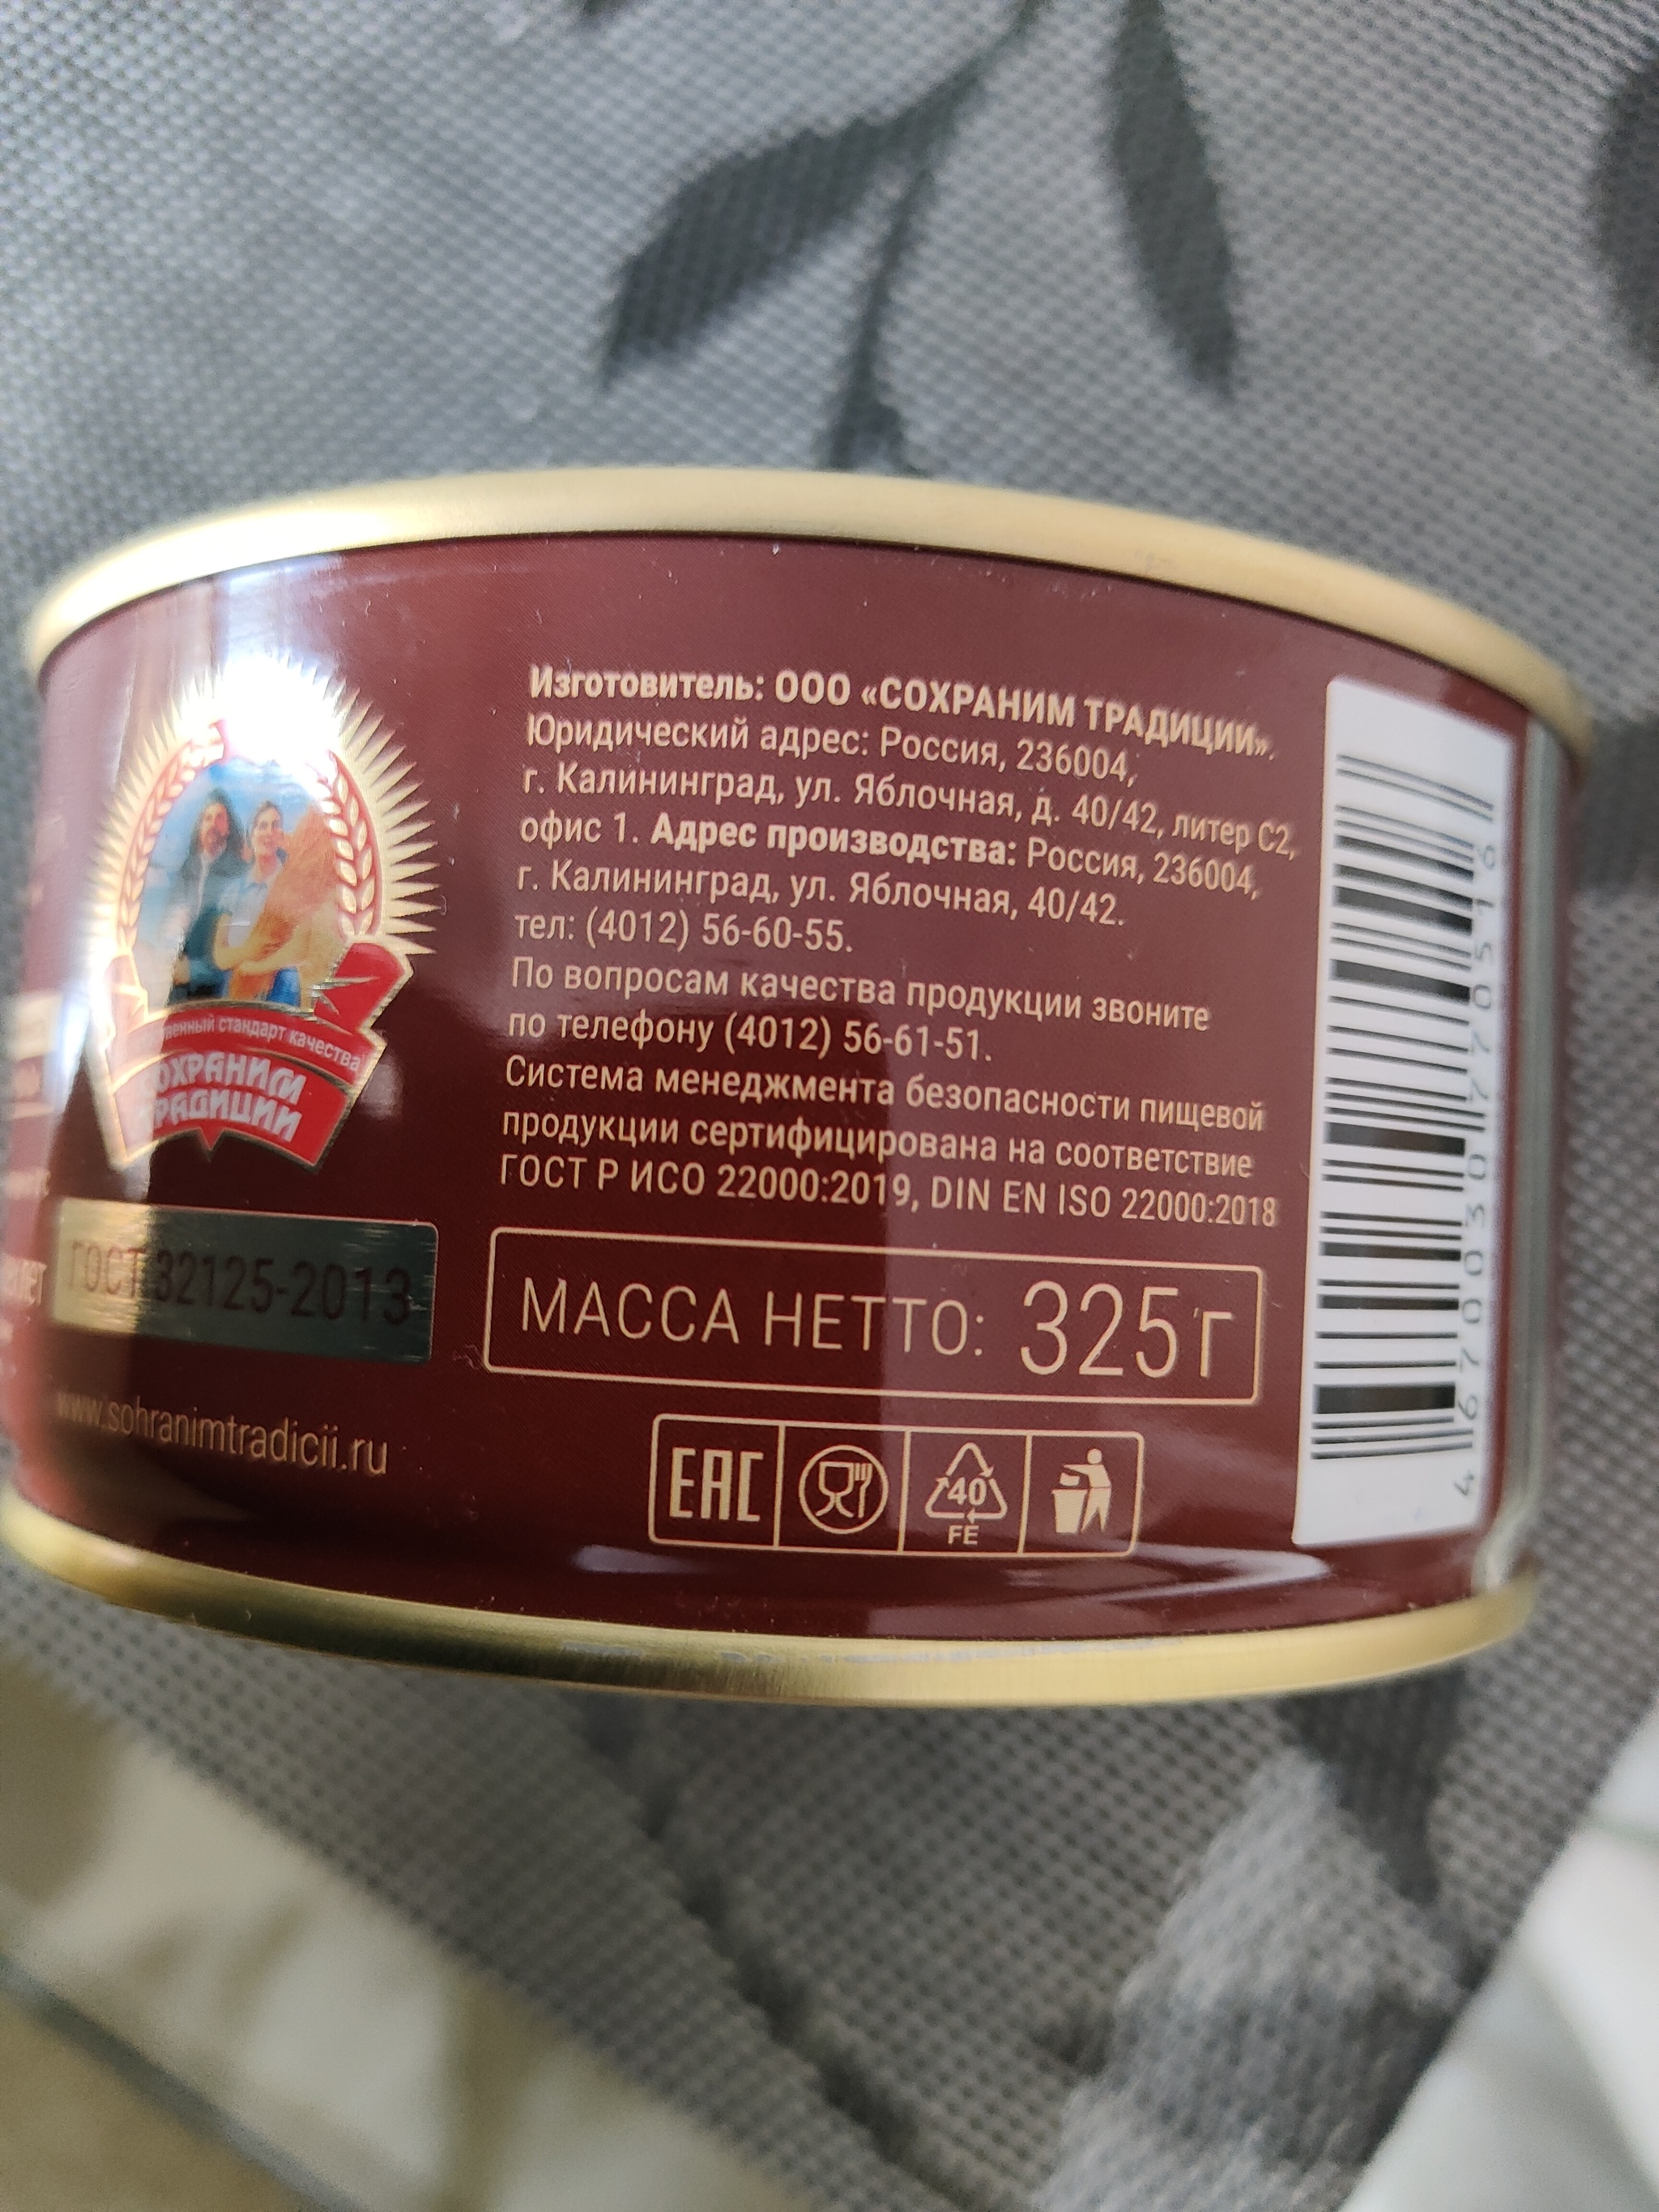 Изготовитель: ООО «СОХРАНИМ ТРАДИЦИИ».
Юридический адрес: Россия, 236004,
г. Калининград, ул. Яблочная, д. 40/42, литер С2,
офис 1. Адрес производства: Россия, 236004,
г. Калининград, ул. Яблочная, 40/42.
тел: (4012) 56-60-55.
По вопросам качества продукции звоните
по телефону (4012) 56-61-51.
Система менеджмента безопасности пищевой
продукции сертифицирована на соответствие
ГОСТ Р ИСО 22000:2019, DIN EN ISO 22000:2018
МАССА НЕТТО: 325 г
EAC
40
FE
стандарт качества
СОХРАНИМ
ТРАДИЦИИ
ГОСТ 32125-2013
www.sohranimtradicii.ru
4670030770516